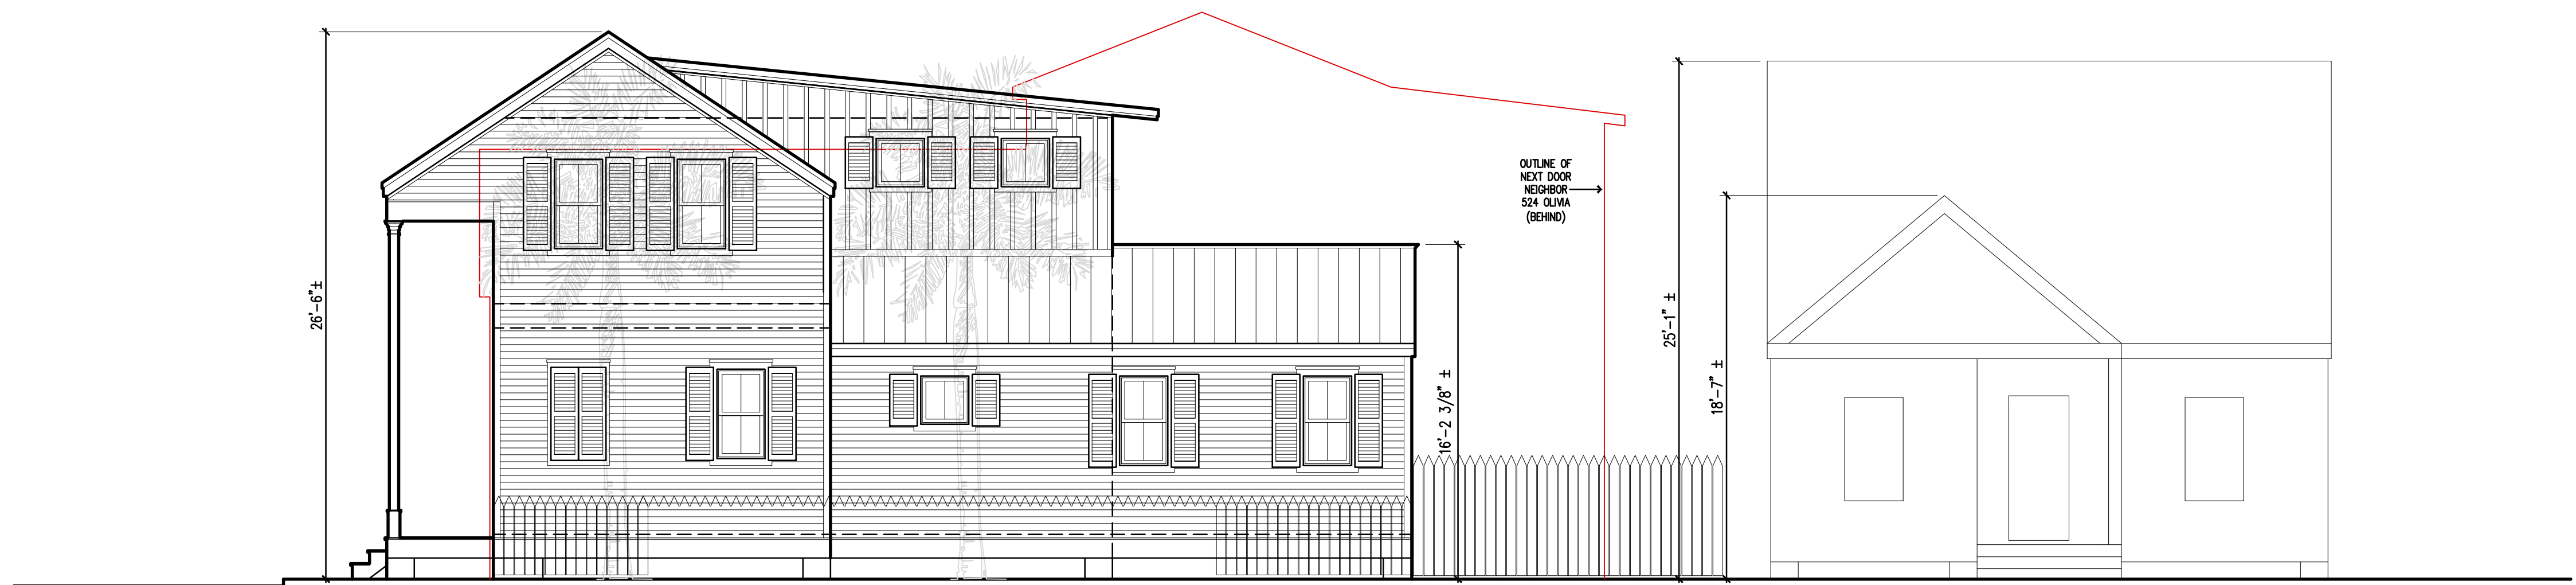 26'-6"±
OUTLINE OF
NEXT DOOR
NEIGHBOR
524 OLIVIA
(BEHIND)
16'-2 3/8" ±
25'-1" ±
18'-7" ±